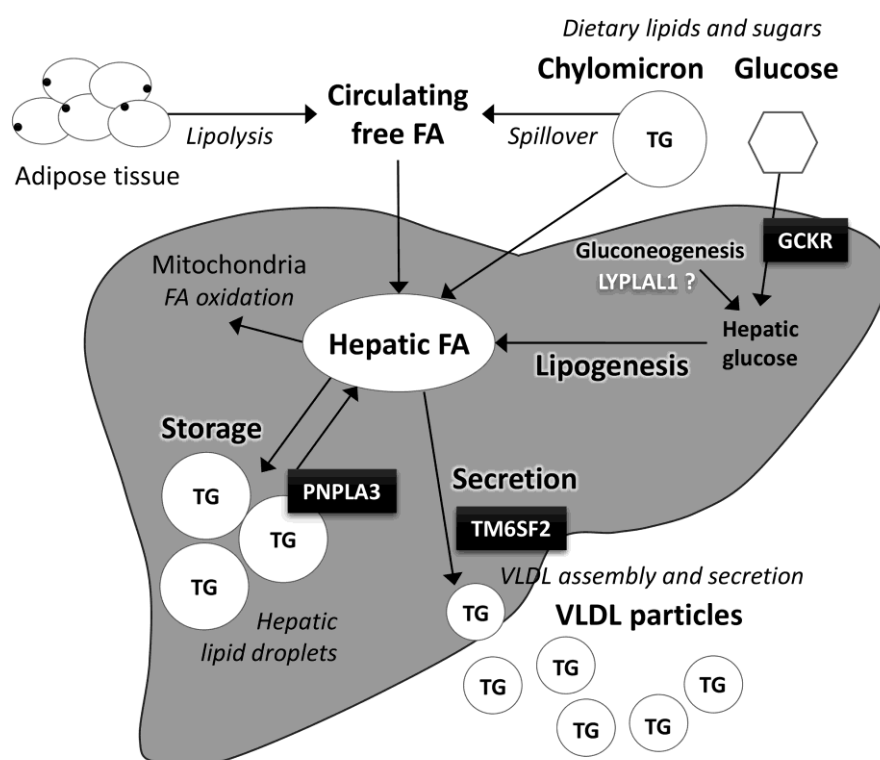 Dietary lipids and sugars
Chylomicron
Glucose
Circulating
free FA
Lipolysis
Spillover
TG
Adipose tissue
GCKR
Gluconeogenesis
LYPLAL1 ?
Mitochondria
FA oxidation
Hepatic FA
Hepatic
glucose
Lipogenesis
Storage
Secretion
TG
PNPLA3
TG
TM6SF2
TG
VLDL assembly and secretion
TG
VLDL particles
Hepatic
lipid droplets
TG
TG
TG
TG
TG